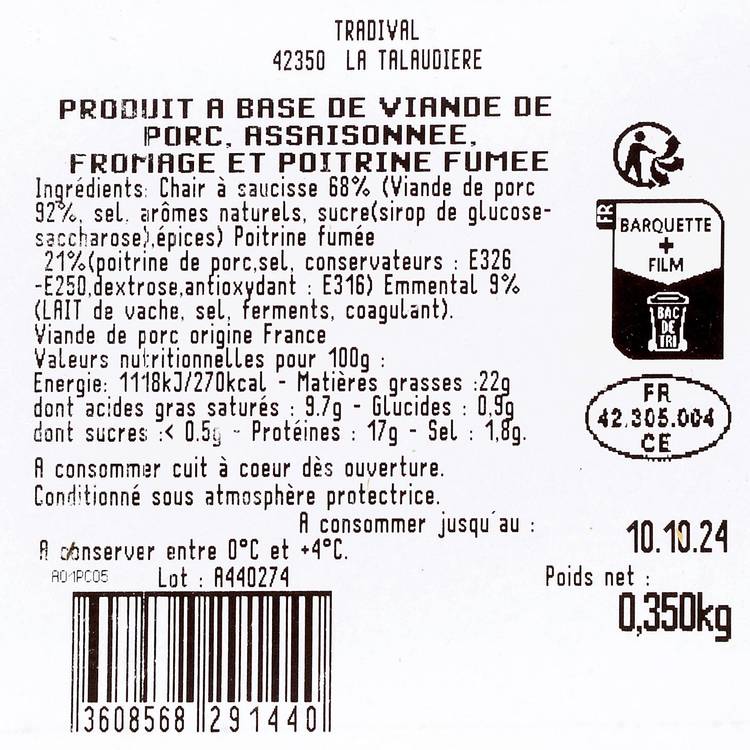 TRADIVAL
42350 LA TALAUDIERE
PRODUIT A BASE DE VIANDE DE
PORC, ASSAISONNEE,
FROMAGE ET POITRINE FUMEE
Ingrédients: Chair à saucisse 68% (Viande de porc
92%, sel, arômes naturels, sucre(sirop de glucose-
saccharose),épices) Poitrine fumée
21%(poitrine de porc,sel, conservateurs : E326
-E250,dextrose,antioxydant : E316) Emmental 9%
(LAIT de vache, sel, ferments, coagulant).
Viande de porc origine France
Valeurs nutritionnelles pour 100g :
Energie: 1118kJ/270kcal - Matières grasses :22g
dont acides gras saturés : 9.7g - Glucides : 0,9g
dont sucres :< 0.5g - Protéines : 17g - Sel : 1,8g.
FR
BARQUETTE
+
FILM
BAC
DE
TRI
FR
42.305.004
CE
A consommer cuit à coeur dès ouverture.
Conditionné sous atmosphère protectrice.
A consommer jusqu'au :
10.10.24
A conserver entre 0°C et +4°C.
A01PC05 Lot : A440274
Poids net :
0,350kg
3608568 291440